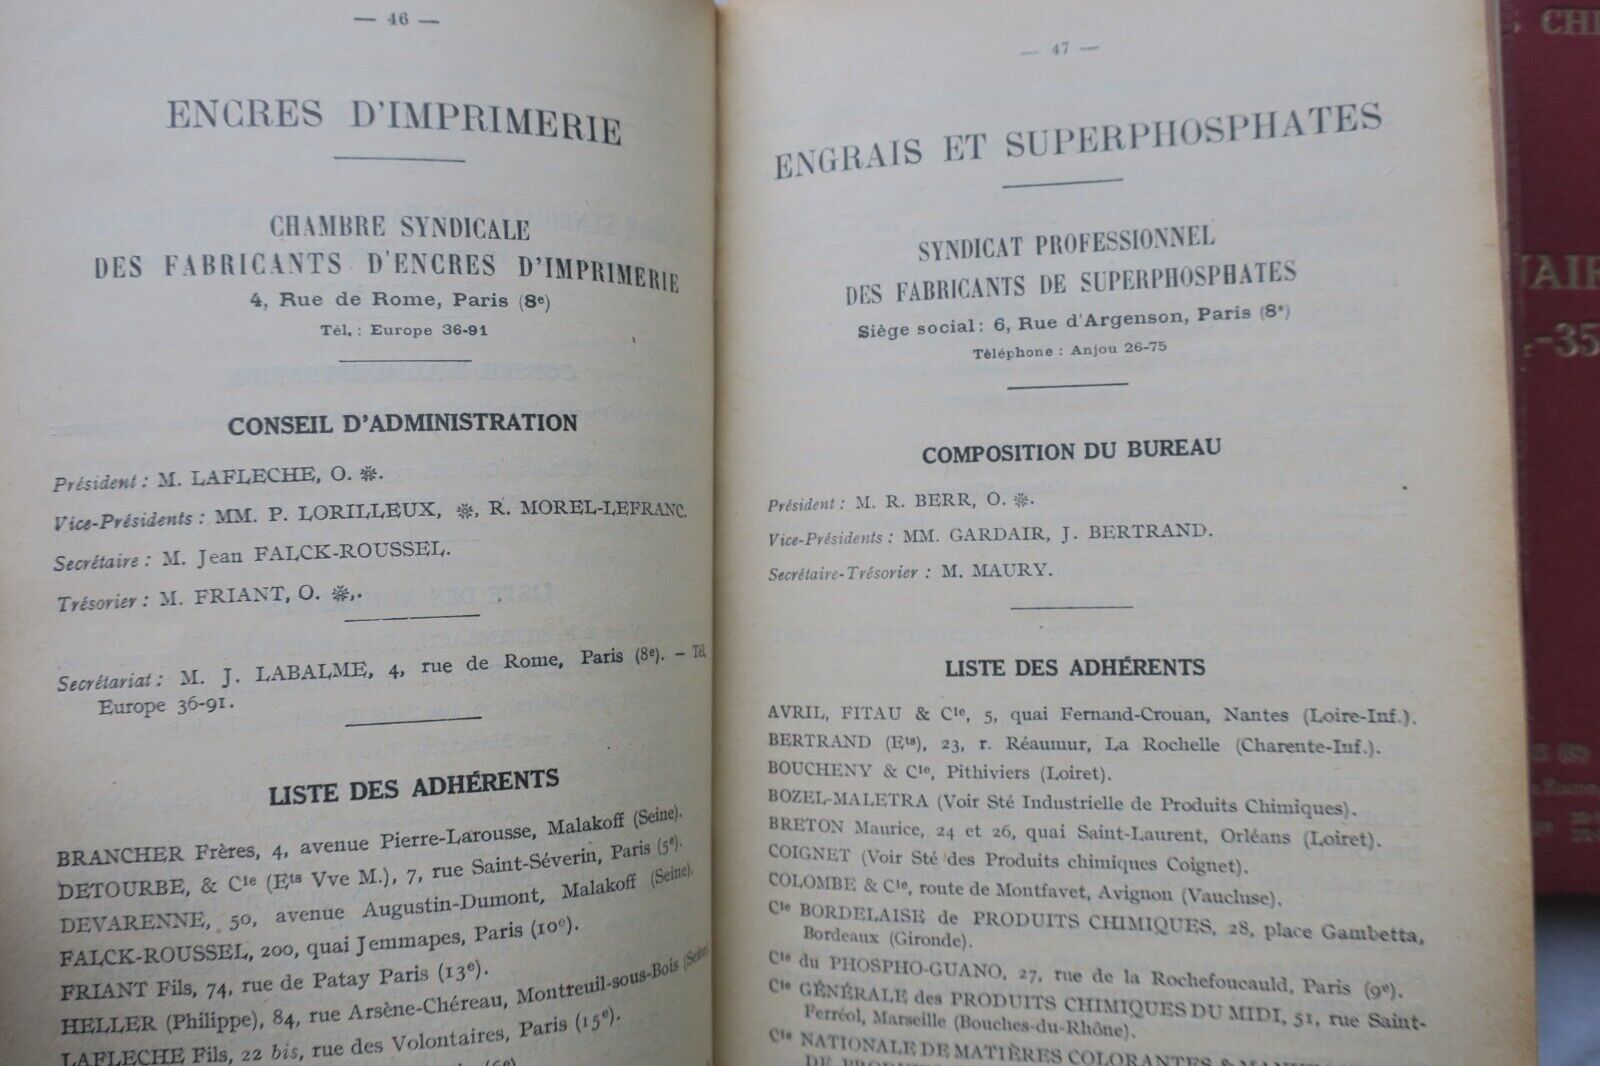 — 46 —
ENCRES D'IMPRIMERIE
CHAMBRE SYNDICALE
DES FABRICANTS D'ENCRES D'IMPRIMERIE
4, Rue de Rome, Paris (8e)
Tél. : Europe 36-91
CONSEIL D'ADMINISTRATION
Président : M. LAFLECHE, O. ❊.
Vice-Présidents : MM. P. LORILLEUX, ❊, R. MOREL-LEFRANC.
Secrétaire : M. Jean FALCK-ROUSSEL.
Trésorier : M. FRIANT, O. ❊,.
Secrétariat : M. J. LABALME, 4, rue de Rome, Paris (8e). — Tél.
Europe 36-91.
LISTE DES ADHÉRENTS
BRANCHER Frères, 4, avenue Pierre-Larousse, Malakoff (Seine).
DETOURBE, & Cie (Ets Vve M.), 7, rue Saint-Séverin, Paris (5e).
DEVARENNE, 50, avenue Augustin-Dumont, Malakoff (Seine).
FALCK-ROUSSEL, 200, quai Jemmapes, Paris (10e).
FRIANT Fils, 74, rue de Patay Paris (13e).
HELLER (Philippe), 84, rue Arsène-Chéreau, Montreuil-sous-Bois (Seine)
LAFLECHE Fils, 22 bis, rue des Volontaires, Paris (15e).
— 47 —
ENGRAIS ET SUPERPHOSPHATES
SYNDICAT PROFESSIONNEL
DES FABRICANTS DE SUPERPHOSPHATES
Siège social : 6, Rue d'Argenson, Paris (8e)
Téléphone : Anjou 26-75
COMPOSITION DU BUREAU
Président : M. R. BERR, O. ❊.
Vice-Présidents : MM. GARDAIR, J. BERTRAND.
Secrétaire-Trésorier : M. MAURY.
LISTE DES ADHÉRENTS
AVRIL, FITAU & Cie, 5, quai Fernand-Crouan, Nantes (Loire-Inf.).
BERTRAND (Ets), 23, r. Réaumur, La Rochelle (Charente-Inf.).
BOUCHENY & Cie, Pithiviers (Loiret).
BOZEL-MALETRA (Voir Sté Industrielle de Produits Chimiques).
BRETON Maurice, 24 et 26, quai Saint-Laurent, Orléans (Loiret).
COIGNET (Voir Sté des Produits chimiques Coignet).
COLOMBE & Cie, route de Montfavet, Avignon (Vaucluse).
Cie BORDELAISE de PRODUITS CHIMIQUES, 28, place Gambetta,
Bordeaux (Gironde).
Cie du PHOSPHO-GUANO, 27, rue de la Rochefoucauld, Paris (9e).
Cie GÉNÉRALE des PRODUITS CHIMIQUES DU MIDI, 51, rue Saint-
Ferréol, Marseille (Bouches-du-Rhône).
Cie NATIONALE DE MATIÈRES COLORANTES &
S CHI
AIR
-35